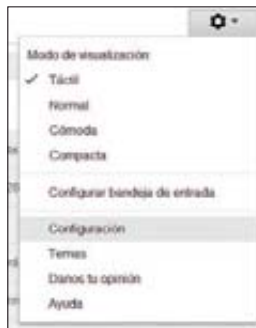 Modo de visualización
Táctil
Normal
Cómoda
Compacta
Configurar bandeja de entrada
Configuración
Temas
Danos tu opinión
Ayuda